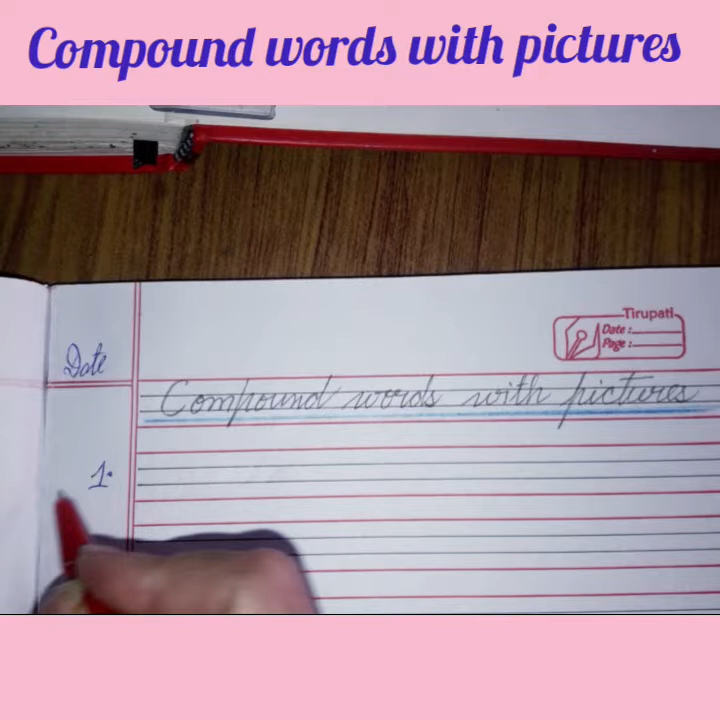 Compound words with pictures
Tirupati
Date :
Page :
Date
Compound words with pictures
1.